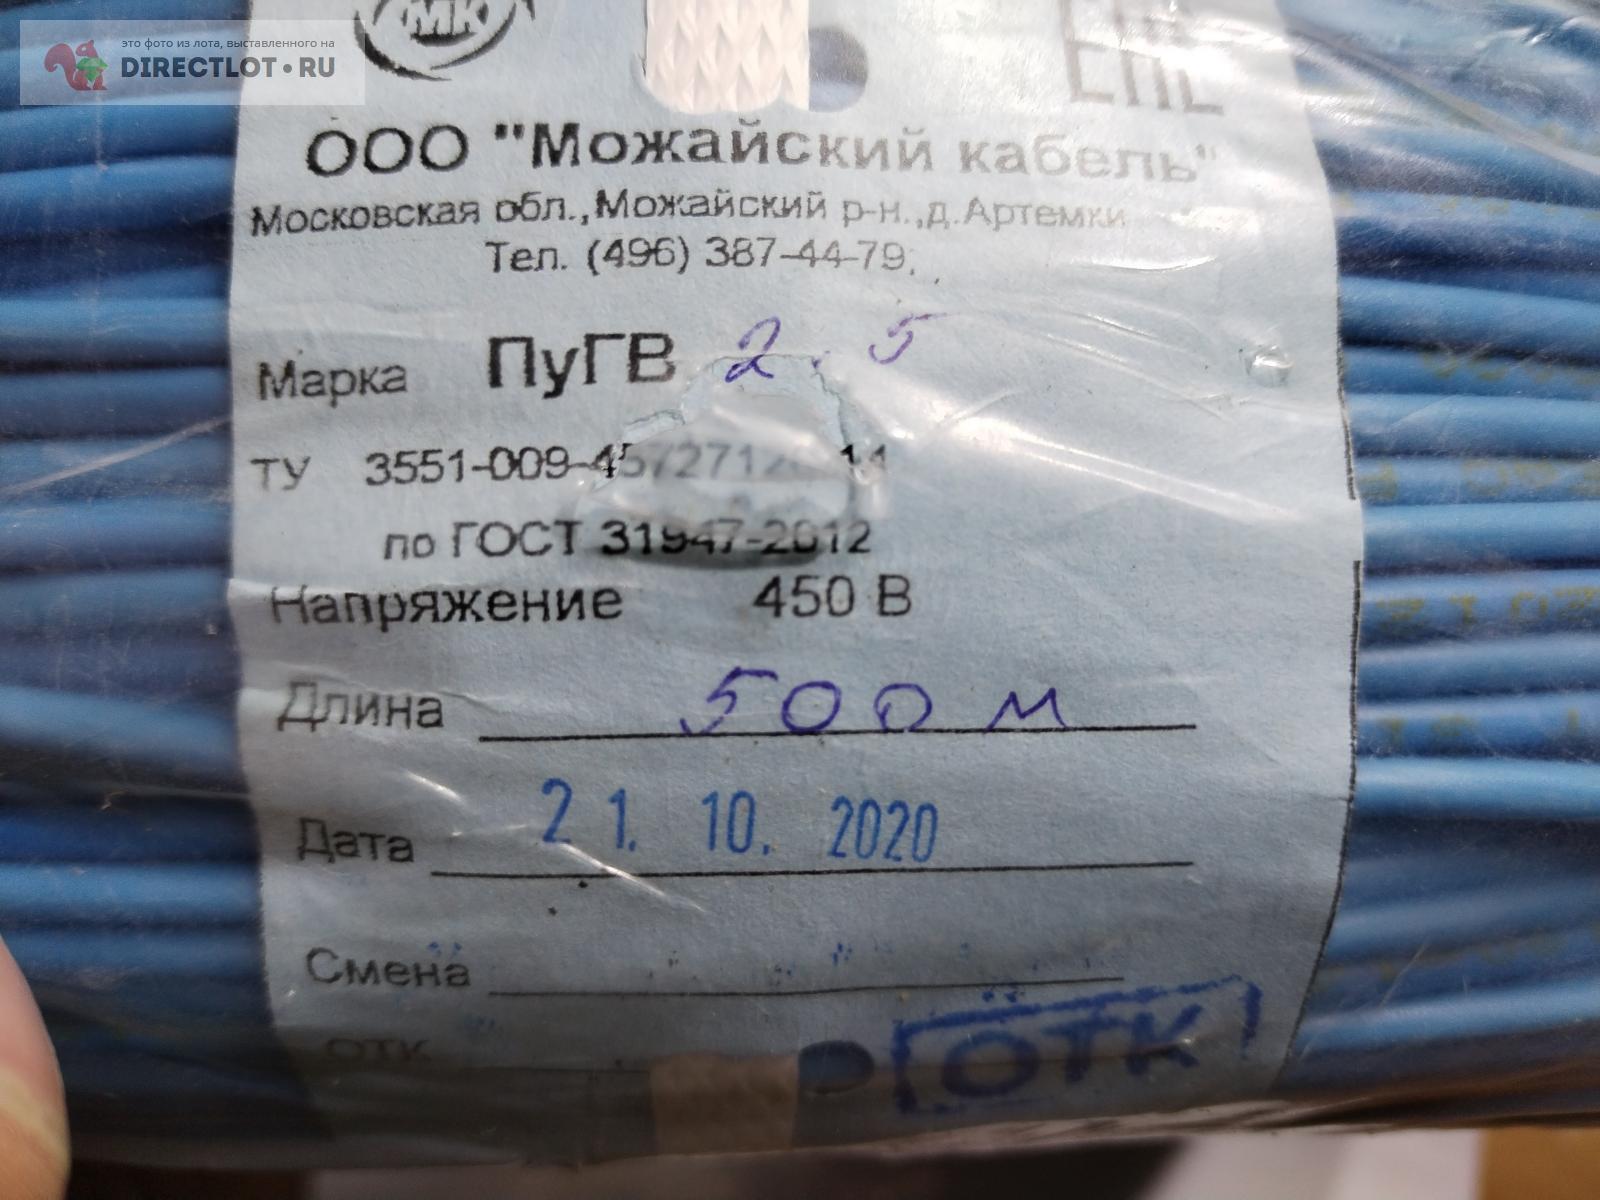 это фото из лота, выставленного на
DIRECTLOT•RU
МК
ООО "Можайский кабель"
Московская обл.,Можайский р-н.,д.Артемки
Тел. (496) 387-44-79;
Марка ПуГВ 2.5
ТУ 3551-009-4572712 14
по ГОСТ 31947-2012
Напряжение 450 В
Длина 500 м
Дата 21. 10. 2020
Смена
ОТК ОТК